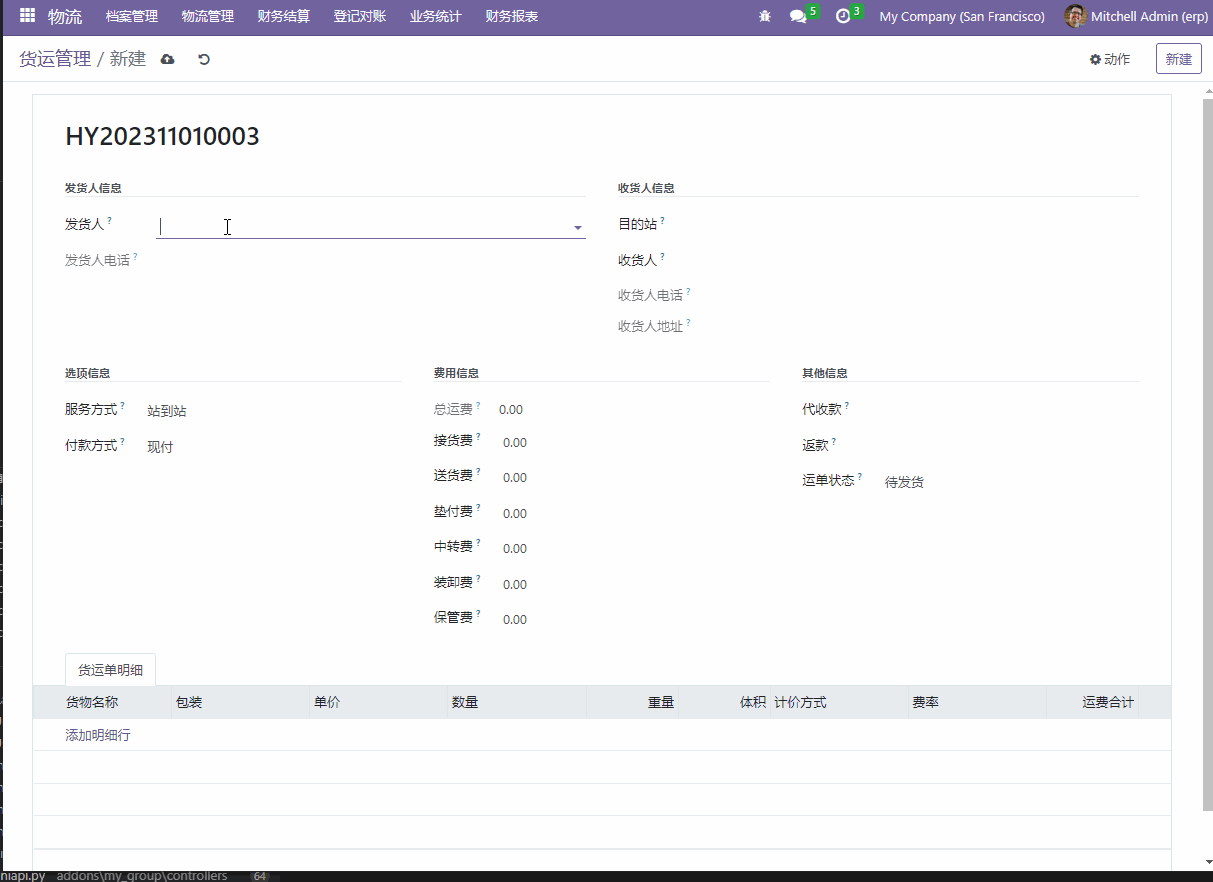 物流 档案管理 物流管理 财务结算 登记对账 业务统计 财务报表 5 3 My Company (San Francisco) Mitchell Admin (erp)
货运管理 / 新建 动作 新建
HY202311010003
发货人信息 收货人信息
发货人? 目的站?
发货人电话? 收货人?
收货人电话?
收货人地址?
选顶信息 费用信息 其他信息
服务方式? 站到站 总运费? 0.00 代收款?
付款方式? 现付 接货费? 0.00 返款?
送货费? 0.00 运单状态? 待发货
垫付费? 0.00
中转费? 0.00
装卸费? 0.00
保管费? 0.00
货运单明细
货物名称 包装 单价 数量 重量 体积 计价方式 费率 运费合计
添加明细行
niapi.py addons\my_group\controllers 64